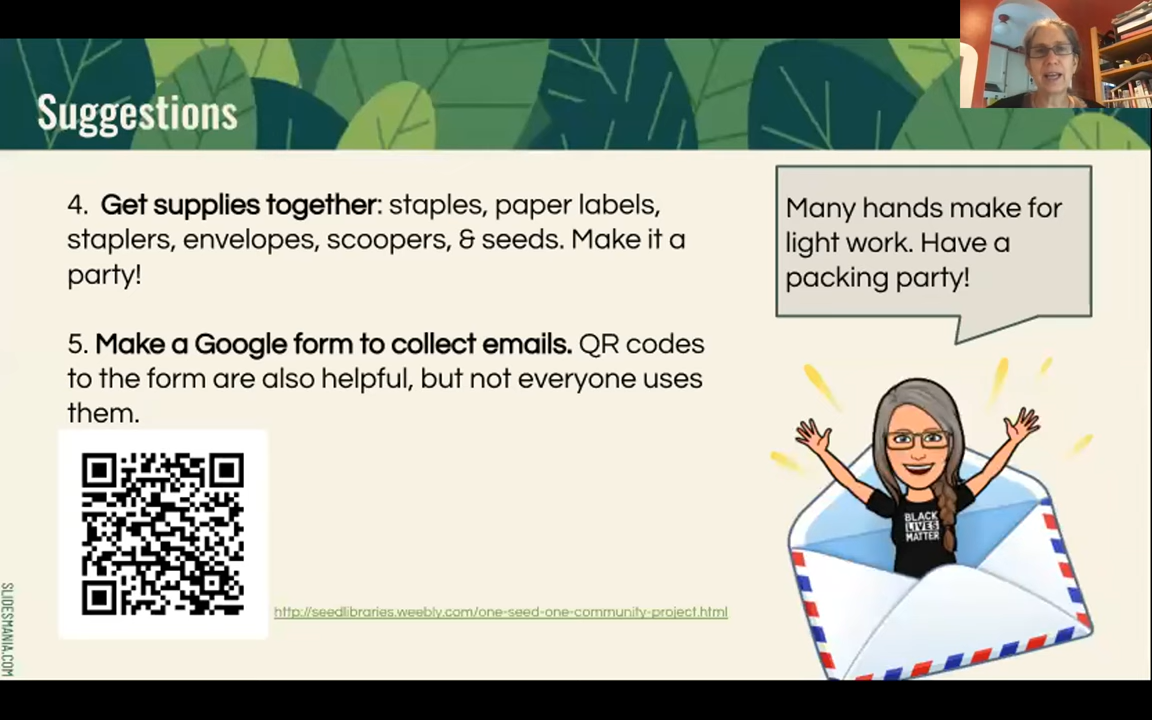 Suggestions
4. Get supplies together: staples, paper labels,
staplers, envelopes, scoopers, & seeds. Make it a
party!
5. Make a Google form to collect emails. QR codes
to the form are also helpful, but not everyone uses
them.
http://seedlibraries.weebly.com/one-seed-one-community-project.html
Many hands make for
light work. Have a
packing party!
BLACK
LIVES
MATTER
SLIDESMANIA.COM